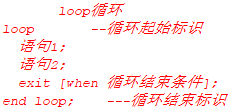 loop循环
loop --循环起始标识
语句1;
语句2;
exit [when 循环结束条件];
end loop; ---循环结束标识